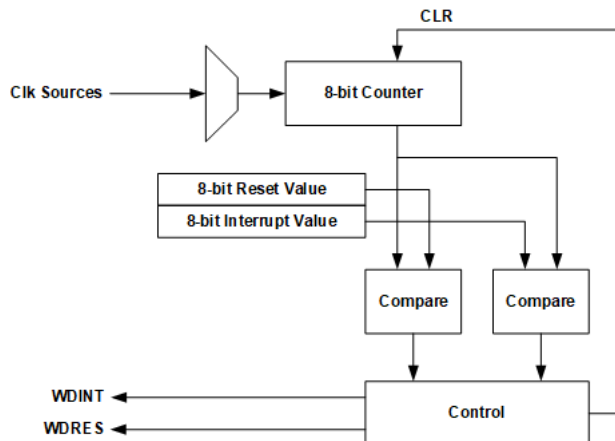 CLR
Clk Sources
8-bit Counter
8-bit Reset Value
8-bit Interrupt Value
Compare
Compare
WDINT
WDRES
Control